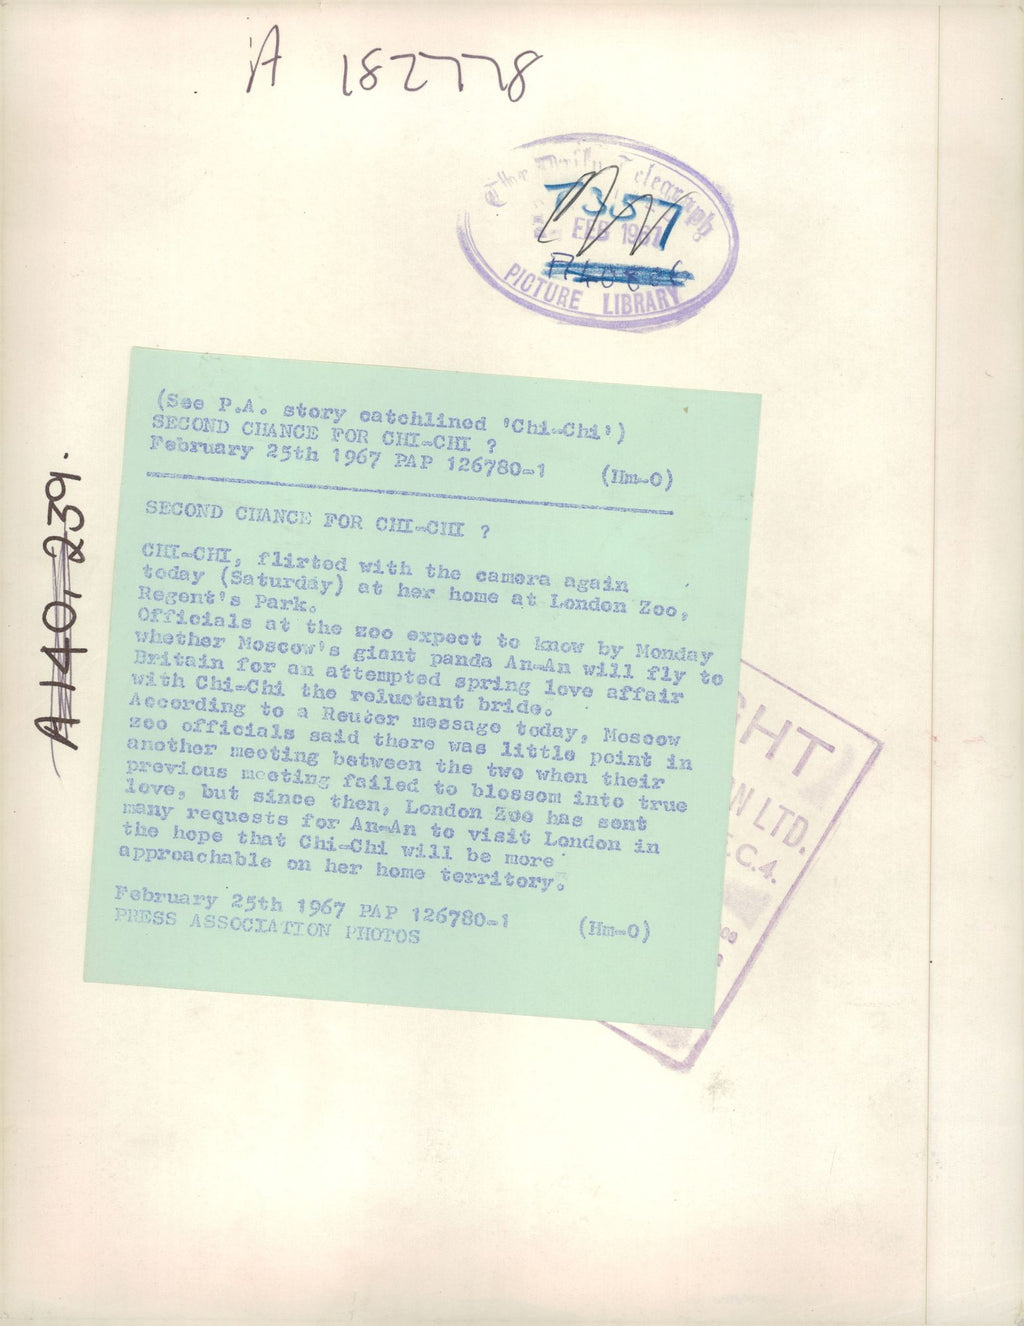 A 182778
The Daily Telegraph
7357
FEB 1967
PICTURE LIBRARY
(See P.A. story catchlined 'Chi-Chi')
SECOND CHANCE FOR CHI-CHI ?
February 25th 1967 PAP 126780-1 (Hm-O)
SECOND CHANCE FOR CHI-CHI ?
CHI-CHI, flirted with the camera again
today (Saturday) at her home at London Zoo,
Regent's Park.
Officials at the zoo expect to know by Monday
whether Moscow's giant panda An-An will fly to
Britain for an attempted spring love affair
with Chi-Chi the reluctant bride.
According to a Reuter message today, Moscow
zoo officials said there was little point in
another meeting between the two when their
previous meeting failed to blossom into true
love, but since then, London Zoo has sent
many requests for An-An to visit London in
the hope that Chi-Chi will be more
approachable on her home territory.
February 25th 1967 PAP 126780-1 (Hm-O)
PRESS ASSOCIATION PHOTOS
A140,239.
GHT
N LTD.
E.C.4.